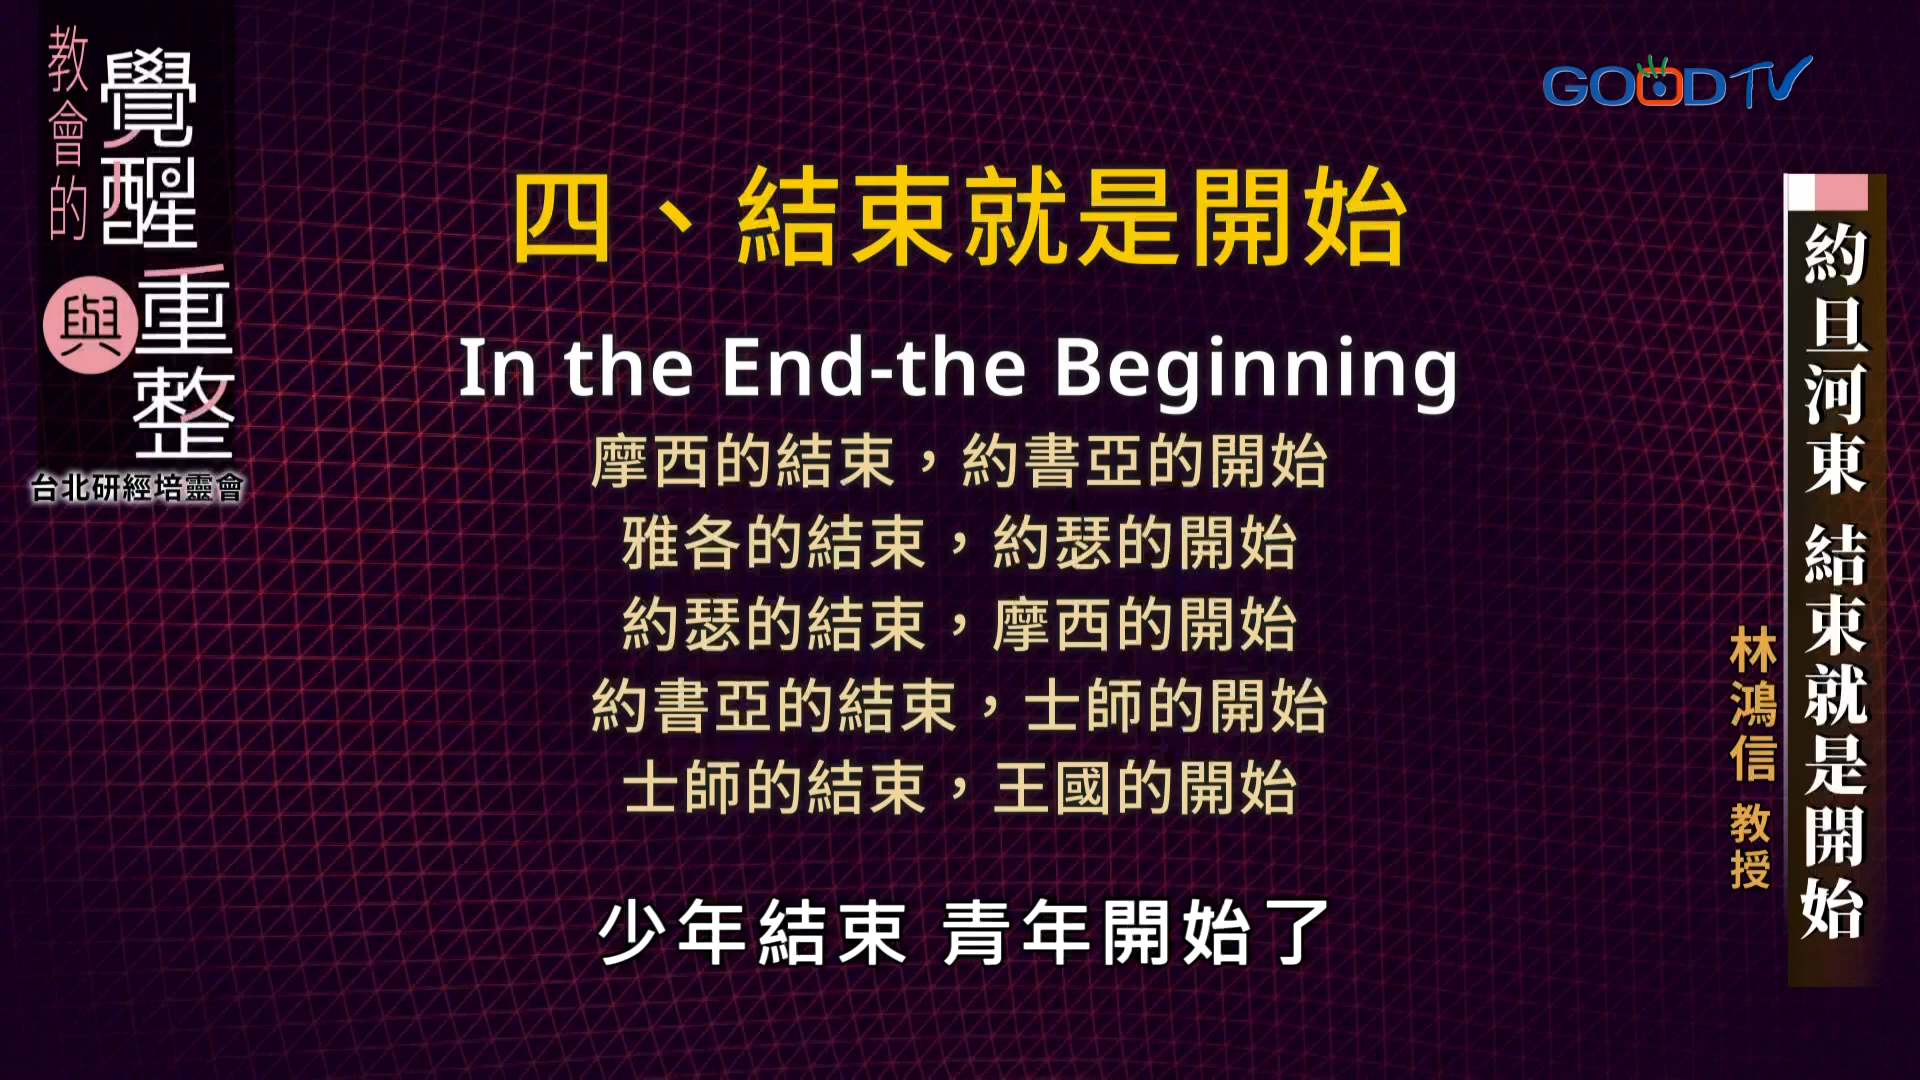 教會的
覺醒
與
重整
台北研經培靈會
GOODTV
四、結束就是開始
In the End-the Beginning
摩西的結束，約書亞的開始
雅各的結束，約瑟的開始
約瑟的結束，摩西的開始
約書亞的結束，士師的開始
士師的結束，王國的開始
少年結束 青年開始了
約旦河東 結束就是開始
林鴻信 教授